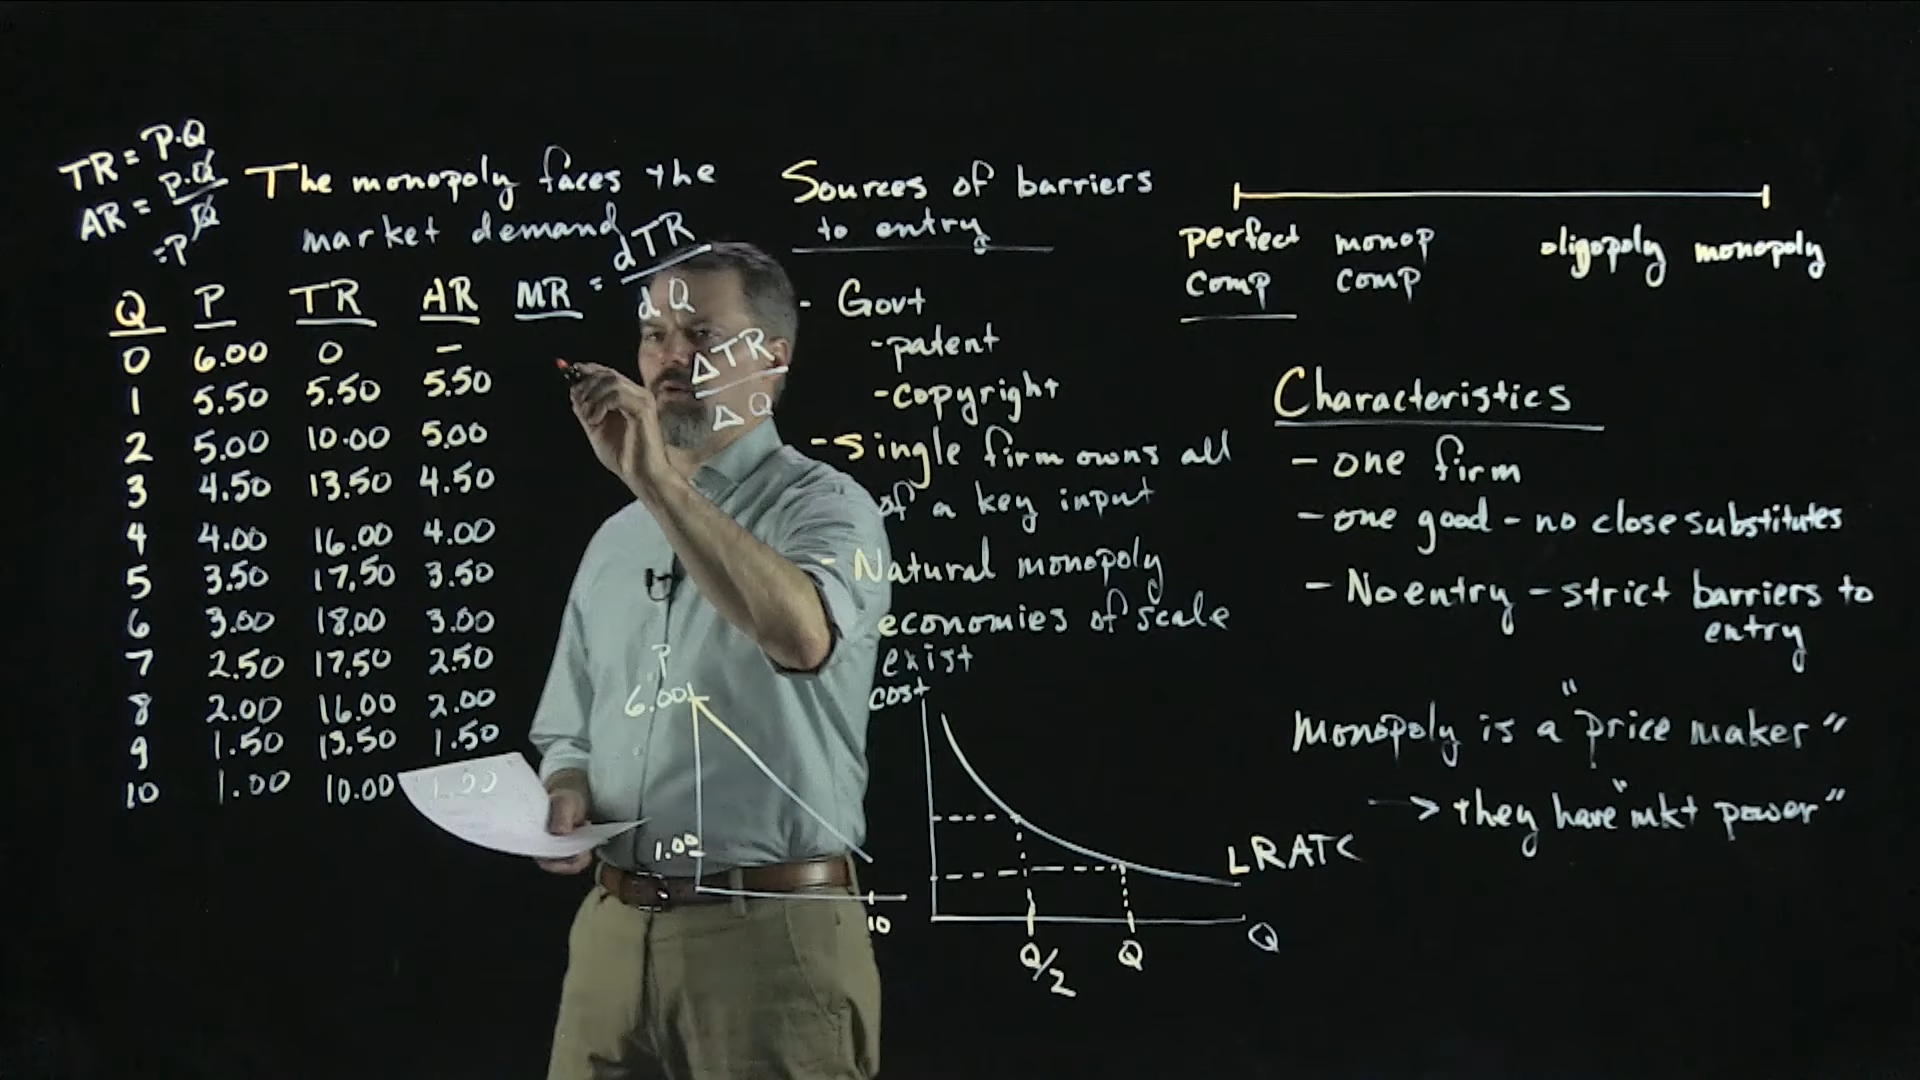 TR = P·Q
AR = P·Q / Q
= P
The monopoly faces the
market demand
Q P TR AR MR = dTR / dQ
ΔTR / ΔQ
0 6.00 0 –
1 5.50 5.50 5.50
2 5.00 10.00 5.00
3 4.50 13.50 4.50
4 4.00 16.00 4.00
5 3.50 17.50 3.50
6 3.00 18.00 3.00
7 2.50 17.50 2.50
8 2.00 16.00 2.00
9 1.50 13.50 1.50
10 1.00 10.00 1.00
P
6.00
1.00
10
Sources of barriers
to entry
- Govt
- patent
- copyright
- Single firm owns all
of a key input
- Natural monopoly
economies of scale
exist
cost
LRATC
Q/2 Q Q
perfect comp
monop comp
oligopoly
monopoly
Characteristics
- one firm
- one good - no close substitutes
- No entry - strict barriers to
entry
Monopoly is a "price maker"
→ they have "mkt power"